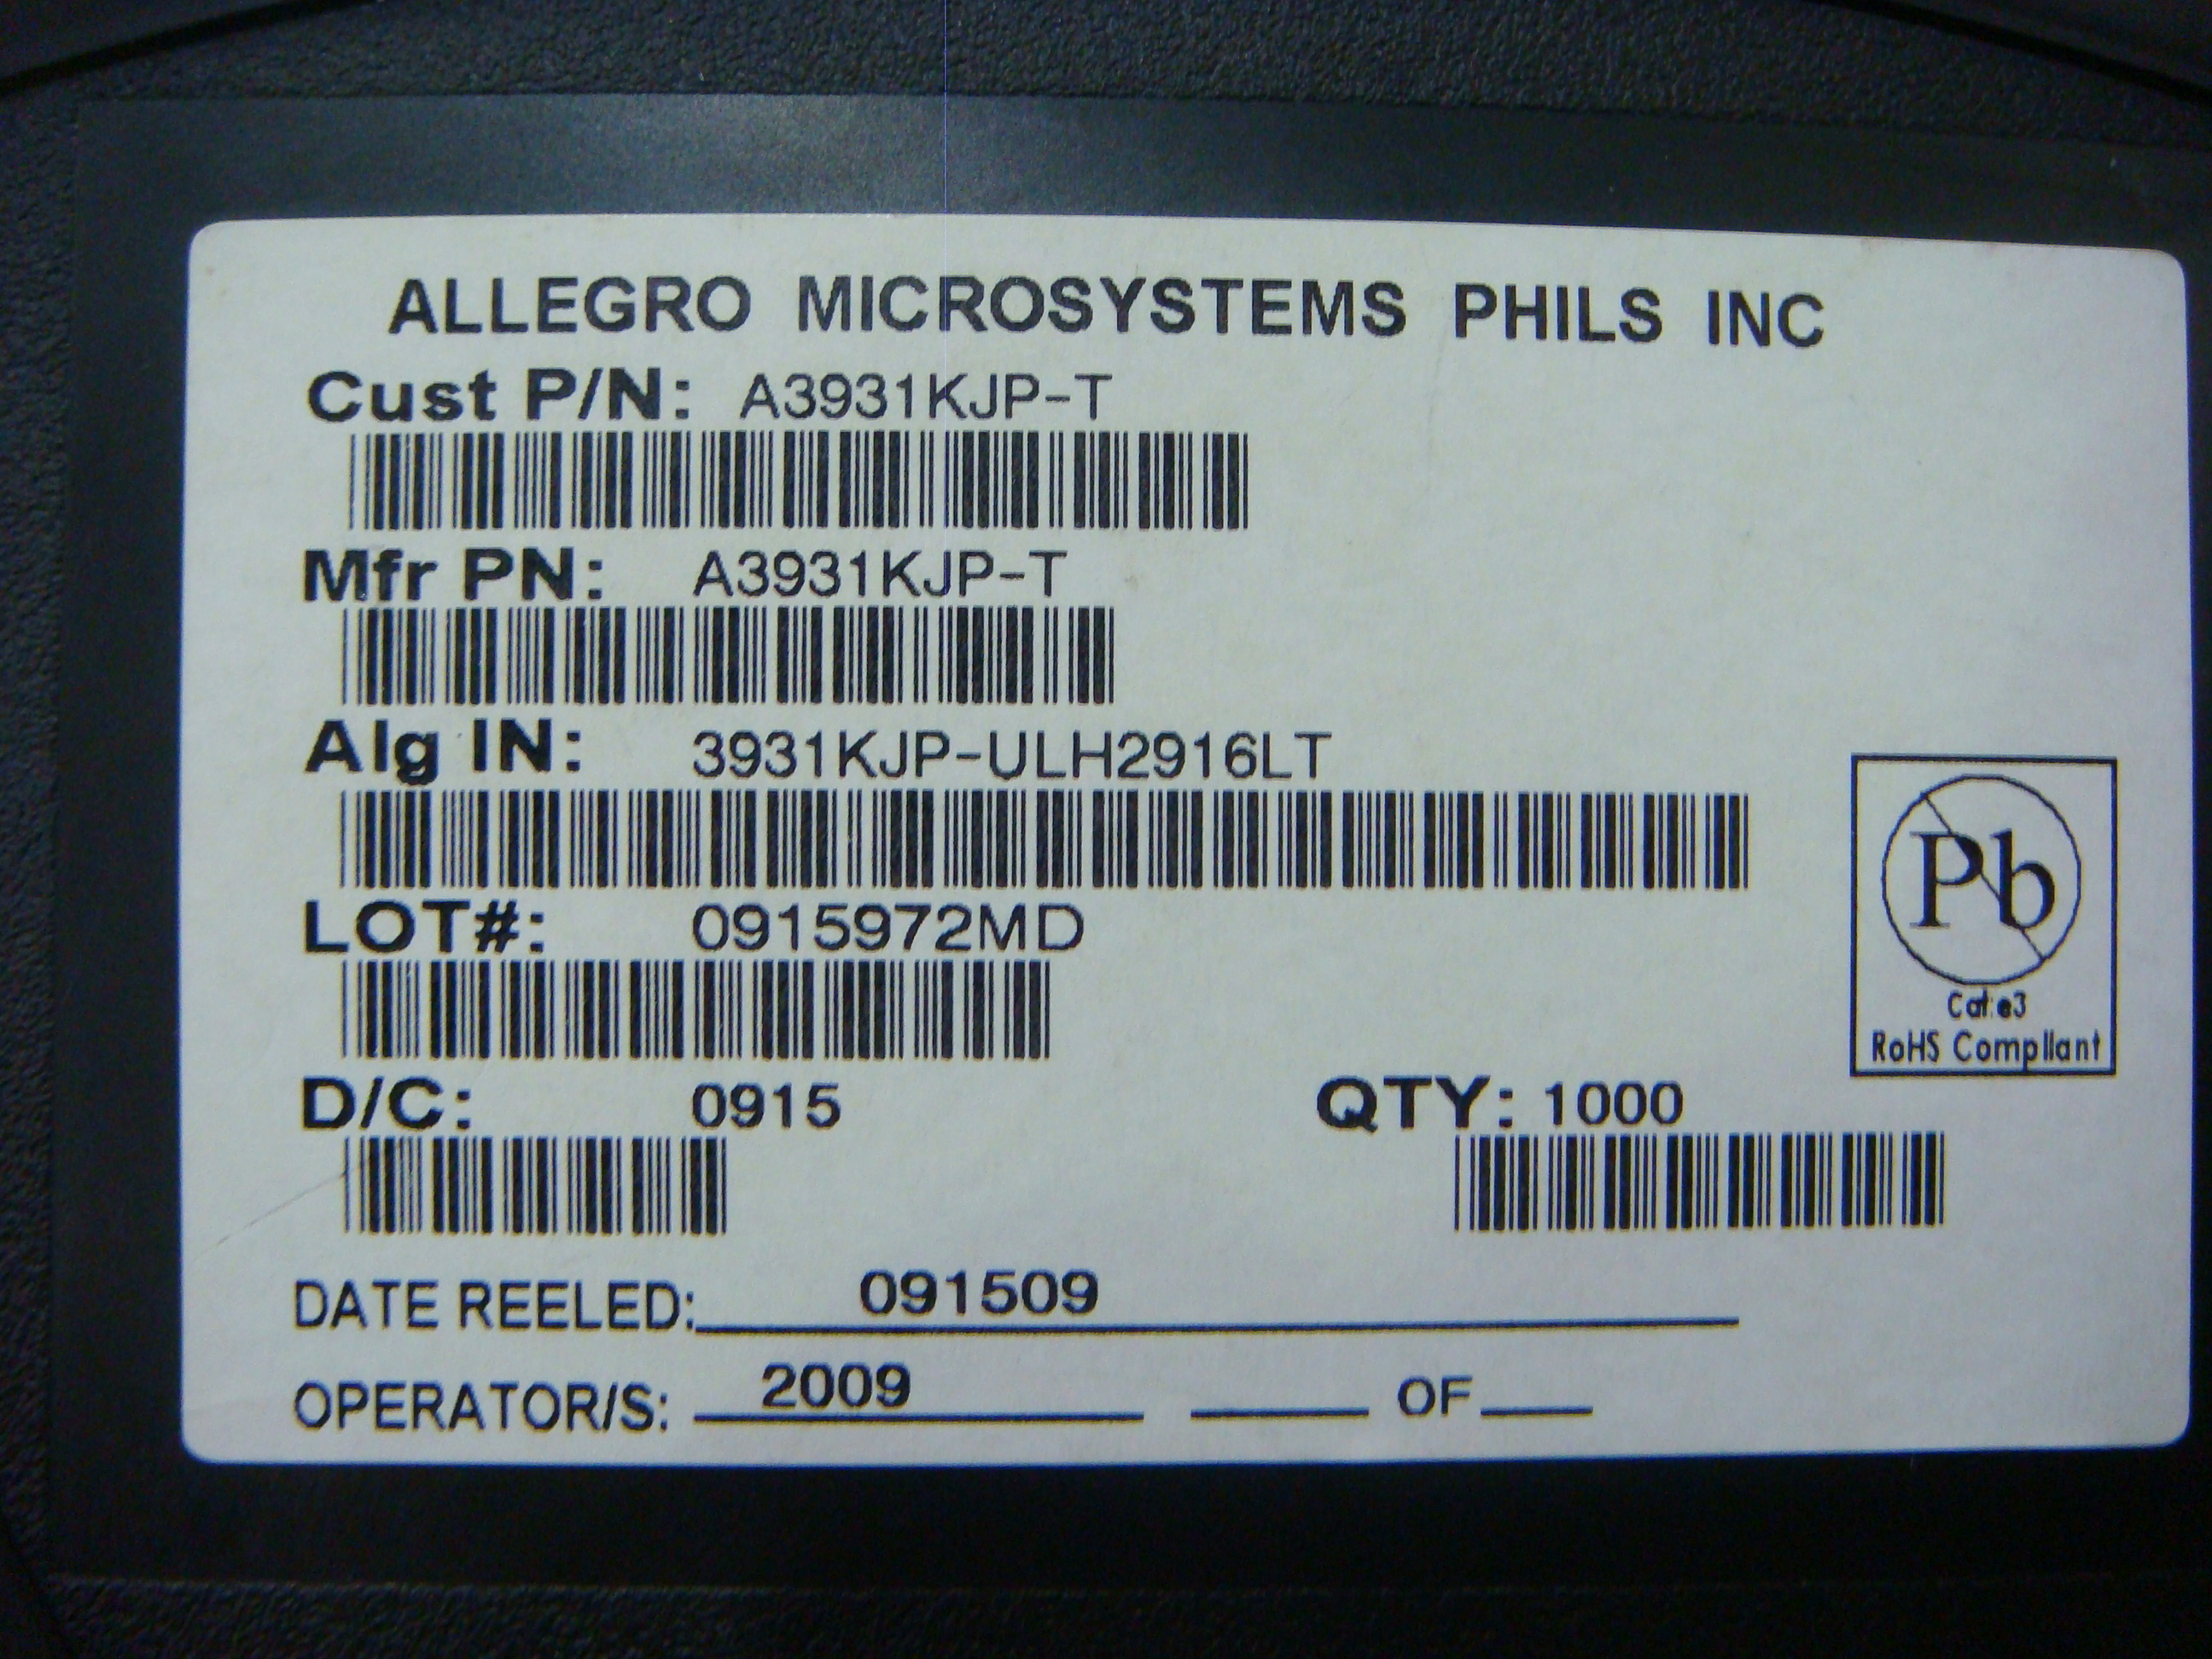 ALLEGRO MICROSYSTEMS PHILS INC
Cust P/N: A3931KJP-T
Mfr PN: A3931KJP-T
Alg IN: 3931KJP-ULH2916LT
LOT#: 0915972MD
Pb
Cat:e3
RoHS Compliant
D/C: 0915 QTY: 1000
DATE REELED: 091509
OPERATOR/S: 2009 OF